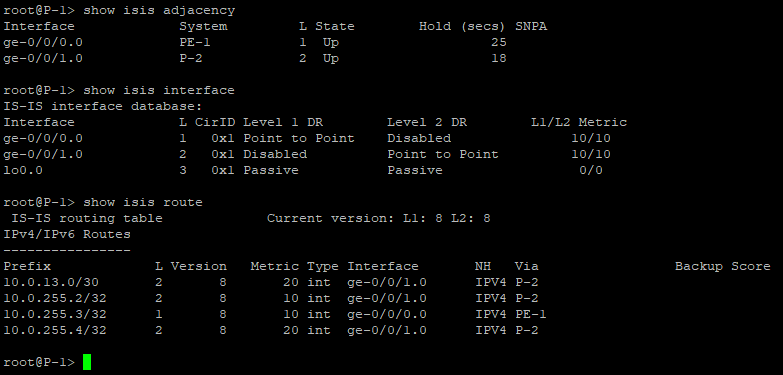 root@P-1> show isis adjacency
Interface             System         L State        Hold (secs) SNPA
ge-0/0/0.0            PE-1           1  Up                   25
ge-0/0/1.0            P-2            2  Up                   18

root@P-1> show isis interface
IS-IS interface database:
Interface             L CirID Level 1 DR        Level 2 DR        L1/L2 Metric
ge-0/0/0.0            1   0x1 Point to Point    Disabled               10/10
ge-0/0/1.0            2   0x1 Disabled          Point to Point         10/10
lo0.0                 3   0x1 Passive           Passive                 0/0

root@P-1> show isis route
 IS-IS routing table             Current version: L1: 8 L2: 8
IPv4/IPv6 Routes
----------------
Prefix             L Version   Metric Type Interface       NH   Via                 Backup Score
10.0.13.0/30       2       8       20 int  ge-0/0/1.0      IPV4 P-2
10.0.255.2/32      2       8       10 int  ge-0/0/1.0      IPV4 P-2
10.0.255.3/32      1       8       10 int  ge-0/0/0.0      IPV4 PE-1
10.0.255.4/32      2       8       20 int  ge-0/0/1.0      IPV4 P-2

root@P-1>